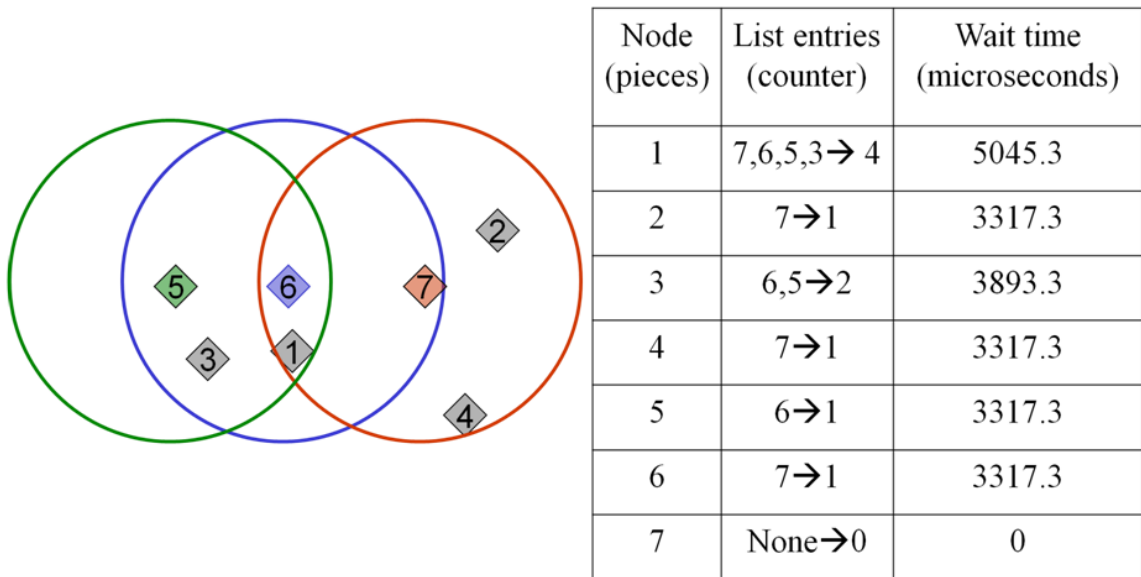 5
6
7
2
3
1
4
Node (pieces) List entries (counter) Wait time (microseconds)
1 7,6,5,3→ 4 5045.3
2 7→1 3317.3
3 6,5→2 3893.3
4 7→1 3317.3
5 6→1 3317.3
6 7→1 3317.3
7 None→0 0